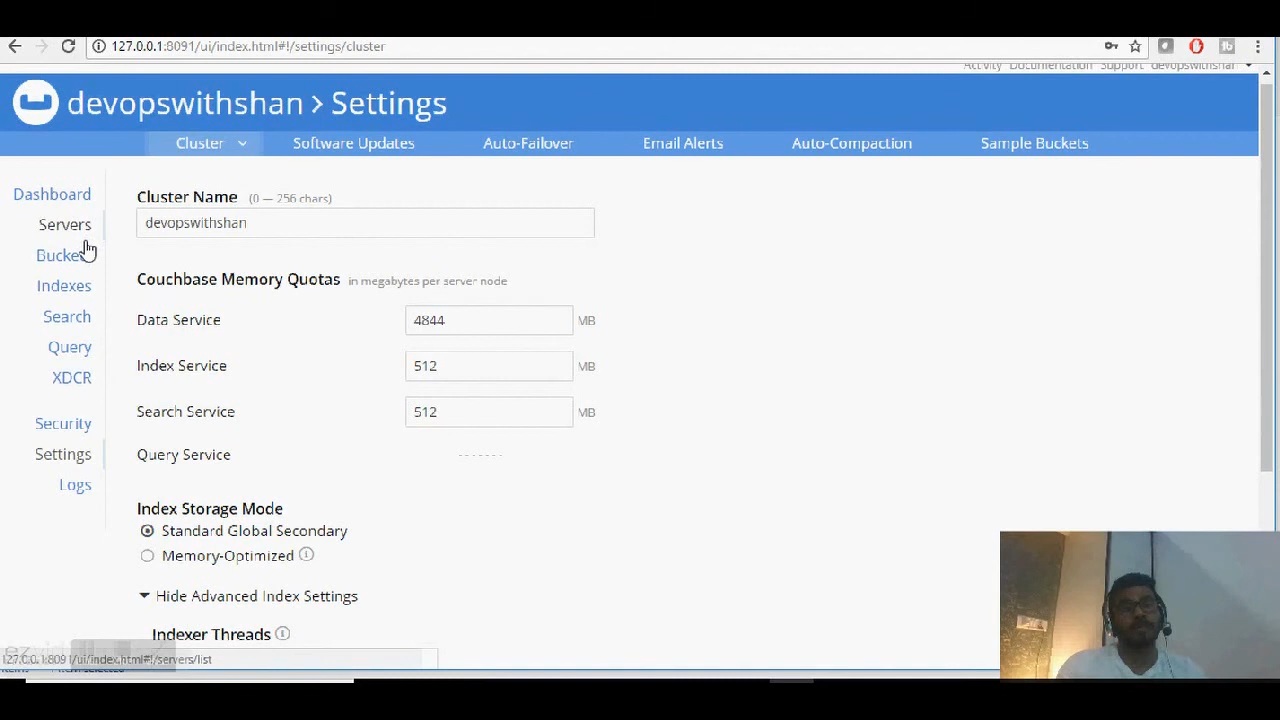 127.0.0.1:8091/ui/index.html#!/settings/cluster
Activity Documentation Support devopswithshan
devopswithshan > Settings
Cluster Software Updates Auto-Failover Email Alerts Auto-Compaction Sample Buckets
Dashboard
Servers
Indexes
Search
Query
XDCR
Security
Settings
Logs
Cluster Name (0 — 256 chars)
devopswithshan
Couchbase Memory Quotas in megabytes per server node
Data Service 4844 MB
Index Service 512 MB
Search Service 512 MB
Query Service -------
Index Storage Mode
Standard Global Secondary
Memory-Optimized
Hide Advanced Index Settings
Indexer Threads
127.0.0.1:8091/ui/index.html#!/servers/list